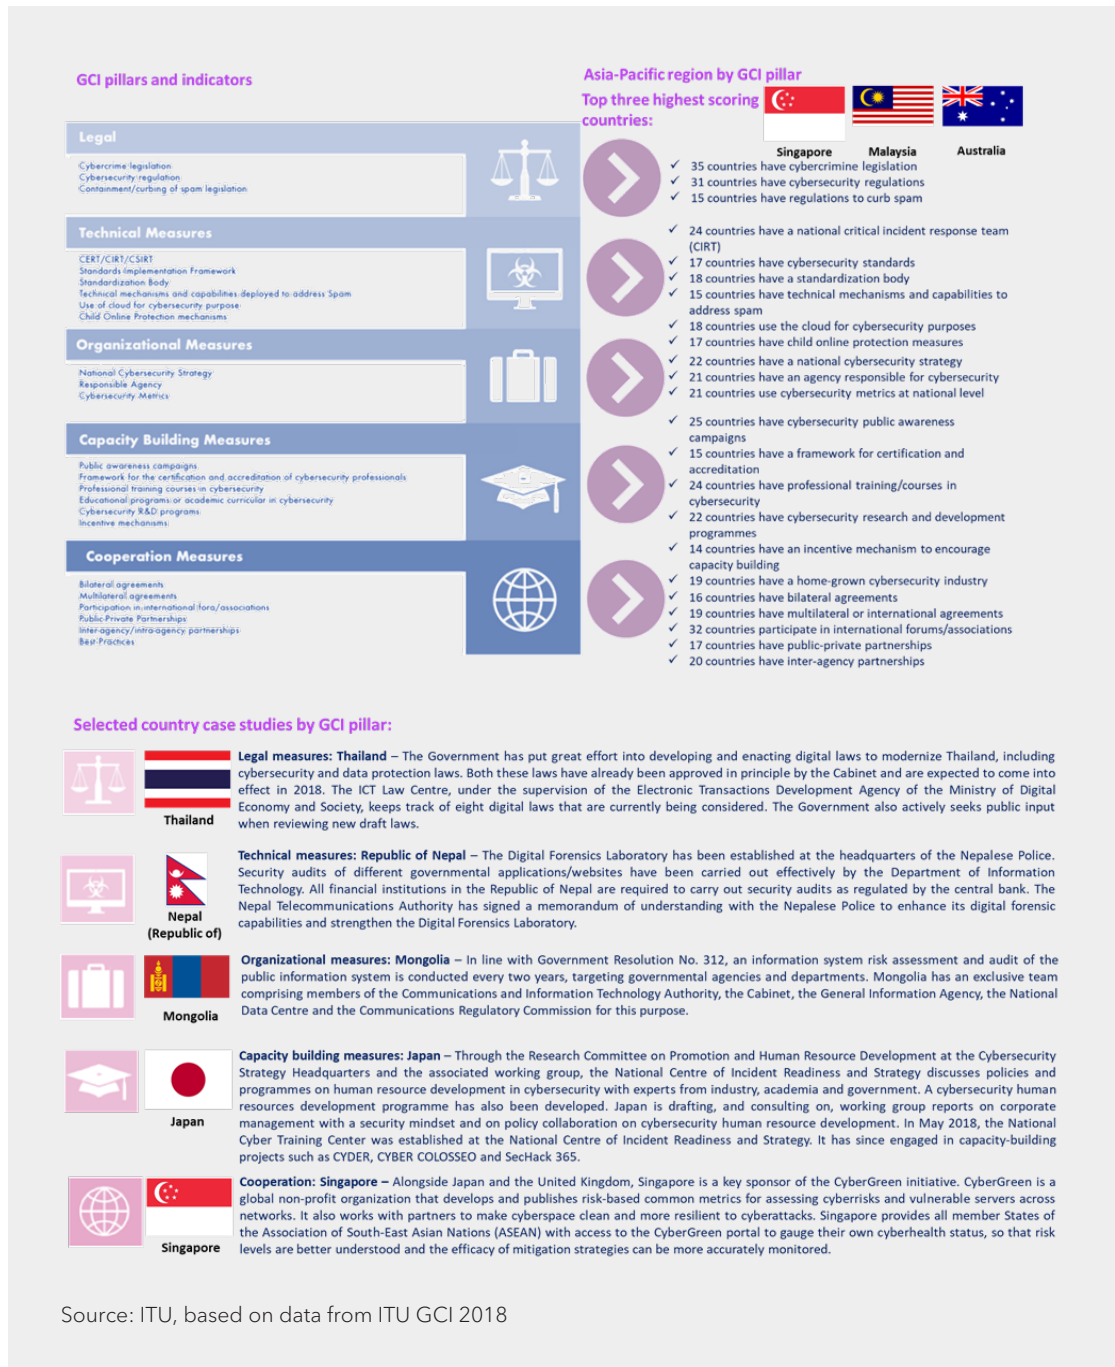 GCI pillars and indicators
Legal
Cybercrime legislation
Cybersecurity regulation
Containment/curbing of spam legislation
Technical Measures
CERT/CIRT/CSIRT
Standards Implementation Framework
Standardization Body
Technical mechanisms and capabilities deployed to address Spam
Use of cloud for cybersecurity purpose
Child Online Protection mechanisms
Organizational Measures
National Cybersecurity Strategy
Responsible Agency
Cybersecurity Metrics
Capacity Building Measures
Public awareness campaigns
Framework for the certification and accreditation of cybersecurity professionals
Professional training courses in cybersecurity
Educational programs or academic curricular in cybersecurity
Cybersecurity R&D programs
Incentive mechanisms
Cooperation Measures
Bilateral agreements
Multilateral agreements
Participation in international fora/associations
Public-Private Partnerships
Inter-agency/intra-agency partnerships
Best Practices
Asia-Pacific region by GCI pillar
Top three highest scoring
countries:
Singapore
Malaysia
Australia
✓ 35 countries have cybercrimine legislation
✓ 31 countries have cybersecurity regulations
✓ 15 countries have regulations to curb spam
✓ 24 countries have a national critical incident response team
(CIRT)
✓ 17 countries have cybersecurity standards
✓ 18 countries have a standardization body
✓ 15 countries have technical mechanisms and capabilities to
address spam
✓ 18 countries use the cloud for cybersecurity purposes
✓ 17 countries have child online protection measures
✓ 22 countries have a national cybersecurity strategy
✓ 21 countries have an agency responsible for cybersecurity
✓ 21 countries use cybersecurity metrics at national level
✓ 25 countries have cybersecurity public awareness
campaigns
✓ 15 countries have a framework for certification and
accreditation
✓ 24 countries have professional training/courses in
cybersecurity
✓ 22 countries have cybersecurity research and development
programmes
✓ 14 countries have an incentive mechanism to encourage
capacity building
✓ 19 countries have a home-grown cybersecurity industry
✓ 16 countries have bilateral agreements
✓ 19 countries have multilateral or international agreements
✓ 32 countries participate in international forums/associations
✓ 17 countries have public-private partnerships
✓ 20 countries have inter-agency partnerships
Selected country case studies by GCI pillar:
Thailand
Legal measures: Thailand – The Government has put great effort into developing and enacting digital laws to modernize Thailand, including
cybersecurity and data protection laws. Both these laws have already been approved in principle by the Cabinet and are expected to come into
effect in 2018. The ICT Law Centre, under the supervision of the Electronic Transactions Development Agency of the Ministry of Digital
Economy and Society, keeps track of eight digital laws that are currently being considered. The Government also actively seeks public input
when reviewing new draft laws.
Nepal
(Republic of)
Technical measures: Republic of Nepal – The Digital Forensics Laboratory has been established at the headquarters of the Nepalese Police.
Security audits of different governmental applications/websites have been carried out effectively by the Department of Information
Technology. All financial institutions in the Republic of Nepal are required to carry out security audits as regulated by the central bank. The
Nepal Telecommunications Authority has signed a memorandum of understanding with the Nepalese Police to enhance its digital forensic
capabilities and strengthen the Digital Forensics Laboratory.
Mongolia
Organizational measures: Mongolia – In line with Government Resolution No. 312, an information system risk assessment and audit of the
public information system is conducted every two years, targeting governmental agencies and departments. Mongolia has an exclusive team
comprising members of the Communications and Information Technology Authority, the Cabinet, the General Information Agency, the National
Data Centre and the Communications Regulatory Commission for this purpose.
Japan
Capacity building measures: Japan – Through the Research Committee on Promotion and Human Resource Development at the Cybersecurity
Strategy Headquarters and the associated working group, the National Centre of Incident Readiness and Strategy discusses policies and
programmes on human resource development in cybersecurity with experts from industry, academia and government. A cybersecurity human
resources development programme has also been developed. Japan is drafting, and consulting on, working group reports on corporate
management with a security mindset and on policy collaboration on cybersecurity human resource development. In May 2018, the National
Cyber Training Center was established at the National Centre of Incident Readiness and Strategy. It has since engaged in capacity-building
projects such as CYDER, CYBER COLOSSEO and SecHack 365.
Singapore
Cooperation: Singapore – Alongside Japan and the United Kingdom, Singapore is a key sponsor of the CyberGreen initiative. CyberGreen is a
global non-profit organization that develops and publishes risk-based common metrics for assessing cyberrisks and vulnerable servers across
networks. It also works with partners to make cyberspace clean and more resilient to cyberattacks. Singapore provides all member States of
the Association of South-East Asian Nations (ASEAN) with access to the CyberGreen portal to gauge their own cyberhealth status, so that risk
levels are better understood and the efficacy of mitigation strategies can be more accurately monitored.
Source: ITU, based on data from ITU GCI 2018